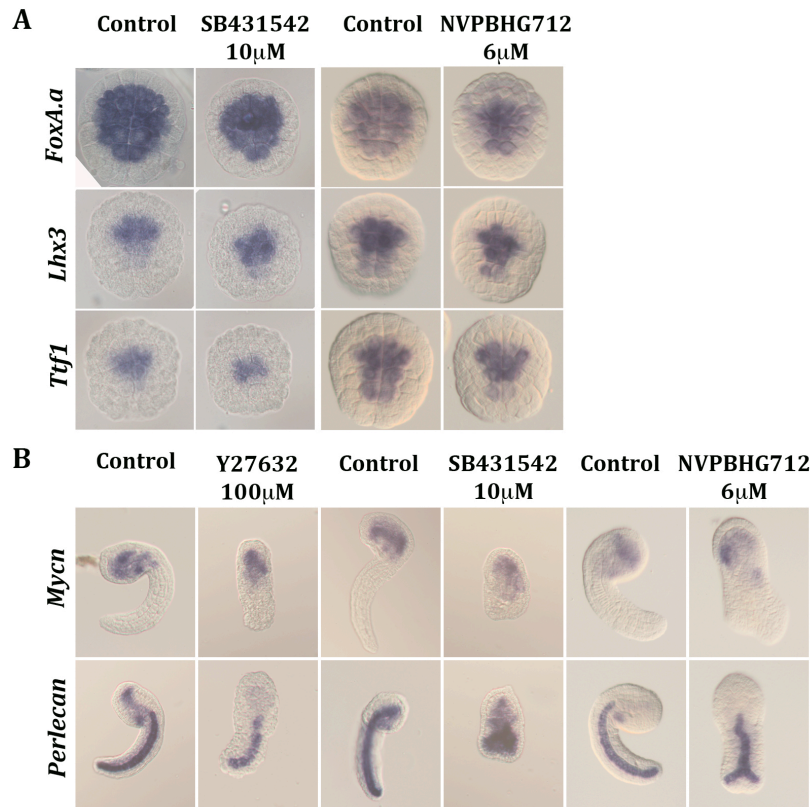 A
Control SB431542 Control NVPBHG712
10μM 6μM
FoxA.a
Lhx3
Ttf1
B
Control Y27632 Control SB431542 Control NVPBHG712
100μM 10μM 6μM
Mycn
Perlecan